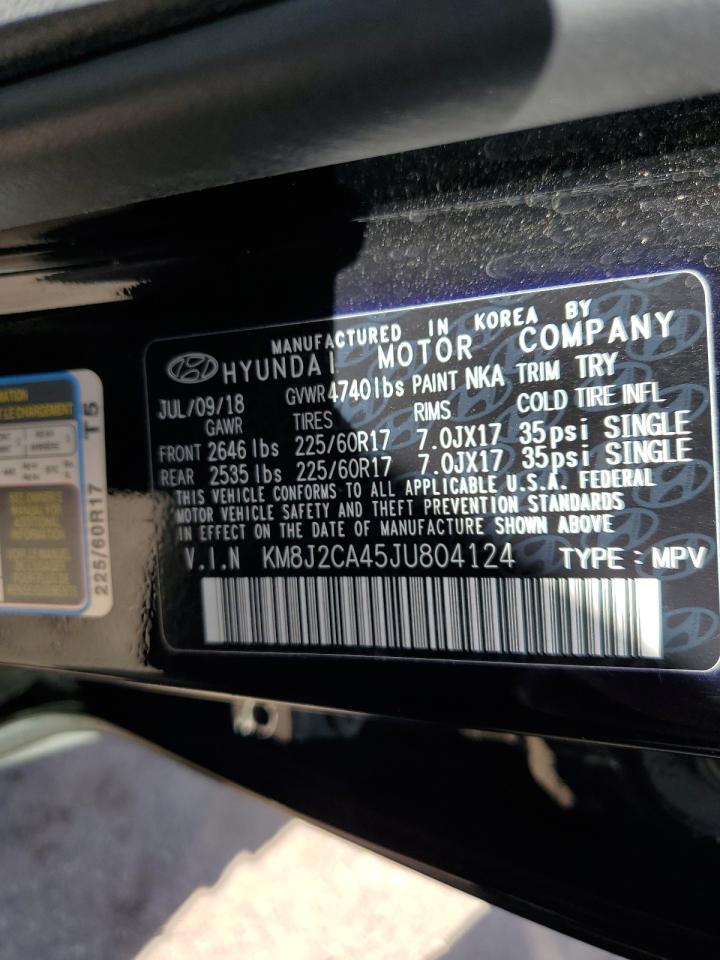 MANUFACTURED IN KOREA BY
HYUNDAI MOTOR COMPANY
JUL/09/18 GVWR 4740lbs PAINT NKA TRIM TRY
GAWR TIRES RIMS COLD TIRE INFL
FRONT 2646 lbs 225/60R17 7.0JX17 35psi SINGLE
REAR 2535 lbs 225/60R17 7.0JX17 35psi SINGLE
THIS VEHICLE CONFORMS TO ALL APPLICABLE U.S.A. FEDERAL
MOTOR VEHICLE SAFETY AND THEFT PREVENTION STANDARDS
IN EFFECT ON THE DATE OF MANUFACTURE SHOWN ABOVE
V.I.N KM8J2CA45JU804124 TYPE : MPV
T5
225/60R17